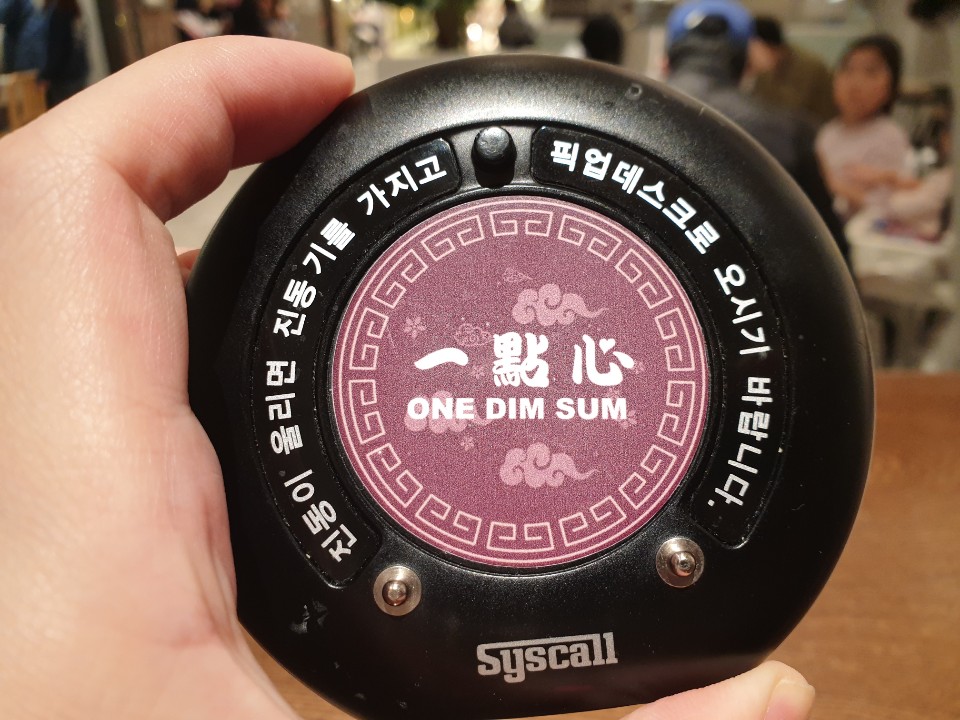 진동이 울리면 진동기를 가지고
픽업데스크로 오시기 바랍니다.
一點心
ONE DIM SUM
Syscall